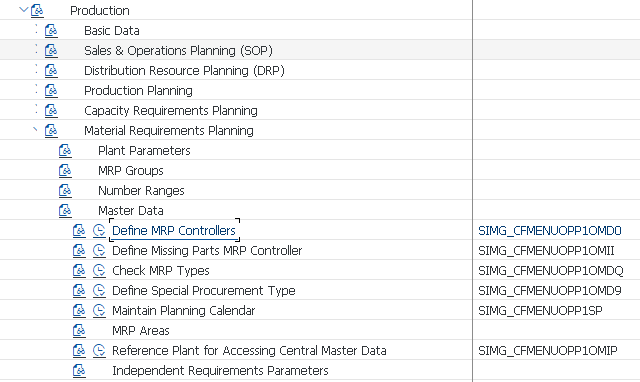 Production
Basic Data
Sales & Operations Planning (SOP)
Distribution Resource Planning (DRP)
Production Planning
Capacity Requirements Planning
Material Requirements Planning
Plant Parameters
MRP Groups
Number Ranges
Master Data
Define MRP Controllers SIMG_CFMENUOPP1OMD0
Define Missing Parts MRP Controller SIMG_CFMENUOPP1OMII
Check MRP Types SIMG_CFMENUOPP1OMDQ
Define Special Procurement Type SIMG_CFMENUOPP1OMD9
Maintain Planning Calendar SIMG_CFMENUOPP1SP
MRP Areas
Reference Plant for Accessing Central Master Data SIMG_CFMENUOPP1OMIP
Independent Requirements Parameters